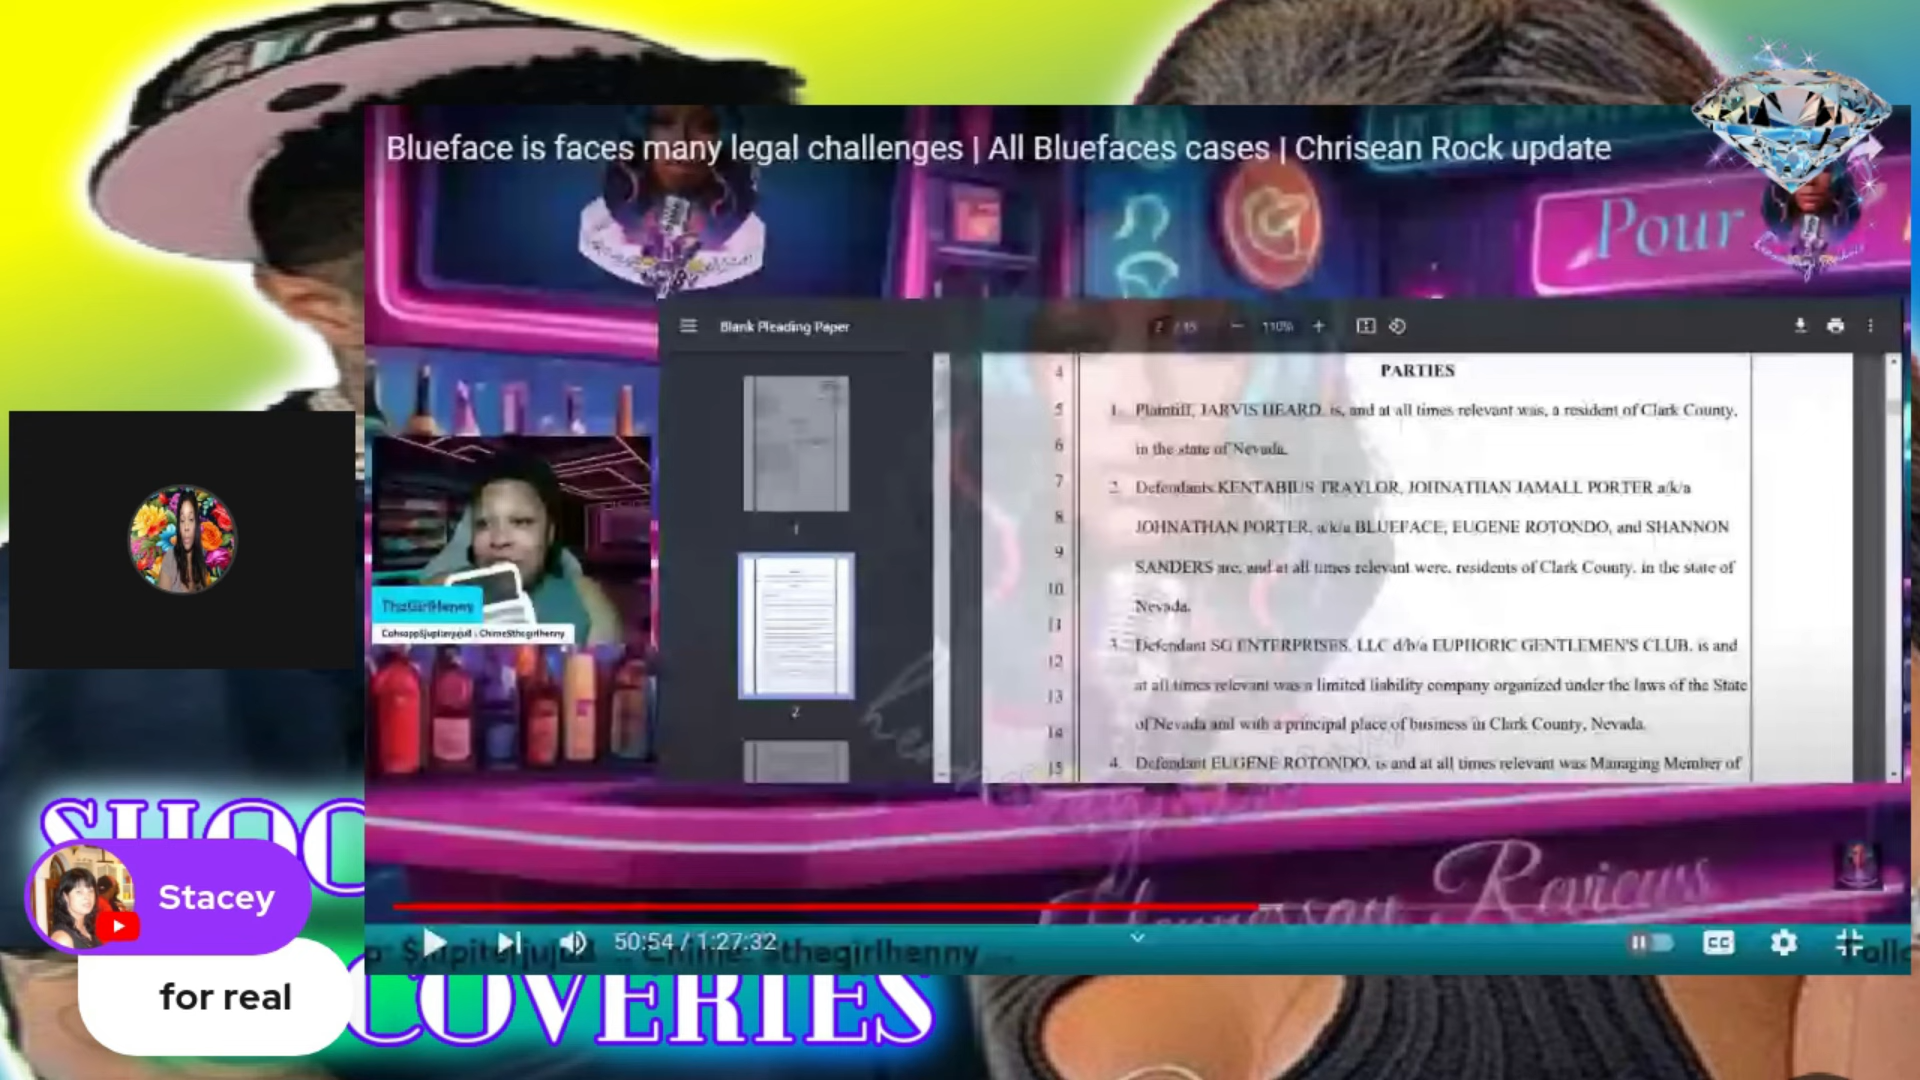 Blueface is faces many legal challenges | All Bluefaces cases | Chrisean Rock update
Pour
Blank Pleading Paper
2 / 15
110%
PARTIES
4
5
6
7
8
9
10
11
12
13
14
15
1. Plaintiff, JARVIS HEARD, is, and at all times relevant was, a resident of Clark County,
in the state of Nevada.
2. Defendants KENTABIUS TRAYLOR, JOHNATHAN JAMALL PORTER a/k/a
JOHNATHAN PORTER, a/k/a BLUEFACE, EUGENE ROTONDO, and SHANNON
SANDERS are, and at all times relevant were, residents of Clark County, in the state of
Nevada.
3. Defendant SG ENTERPRISES, LLC d/b/a EUPHORIC GENTLEMEN'S CLUB, is and
at all times relevant was a limited liability company organized under the laws of the State
of Nevada and with a principal place of business in Clark County, Nevada.
4. Defendant EUGENE ROTONDO, is and at all times relevant was Managing Member of
1
2
ThaGirlHenny
Reviews
50:54 / 1:27:32
Chime: $thegirlhenny ...
CC
Stacey
for real
COVERIES